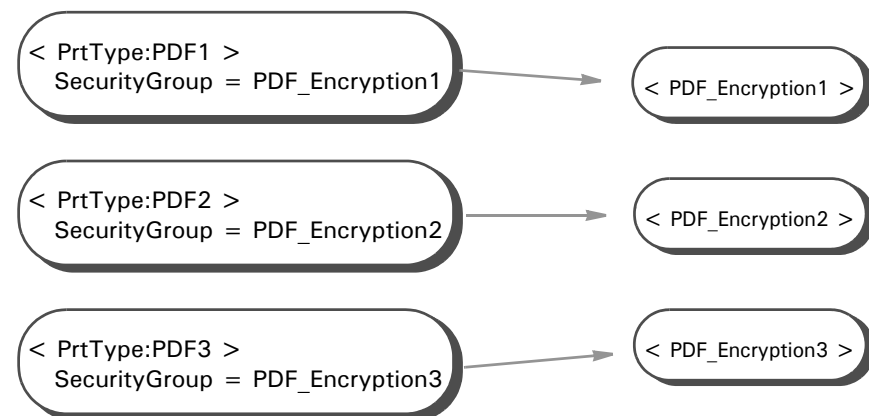 < PrtType:PDF1 >
SecurityGroup = PDF_Encryption1
< PDF_Encryption1 >
< PrtType:PDF2 >
SecurityGroup = PDF_Encryption2
< PDF_Encryption2 >
< PrtType:PDF3 >
SecurityGroup = PDF_Encryption3
< PDF_Encryption3 >